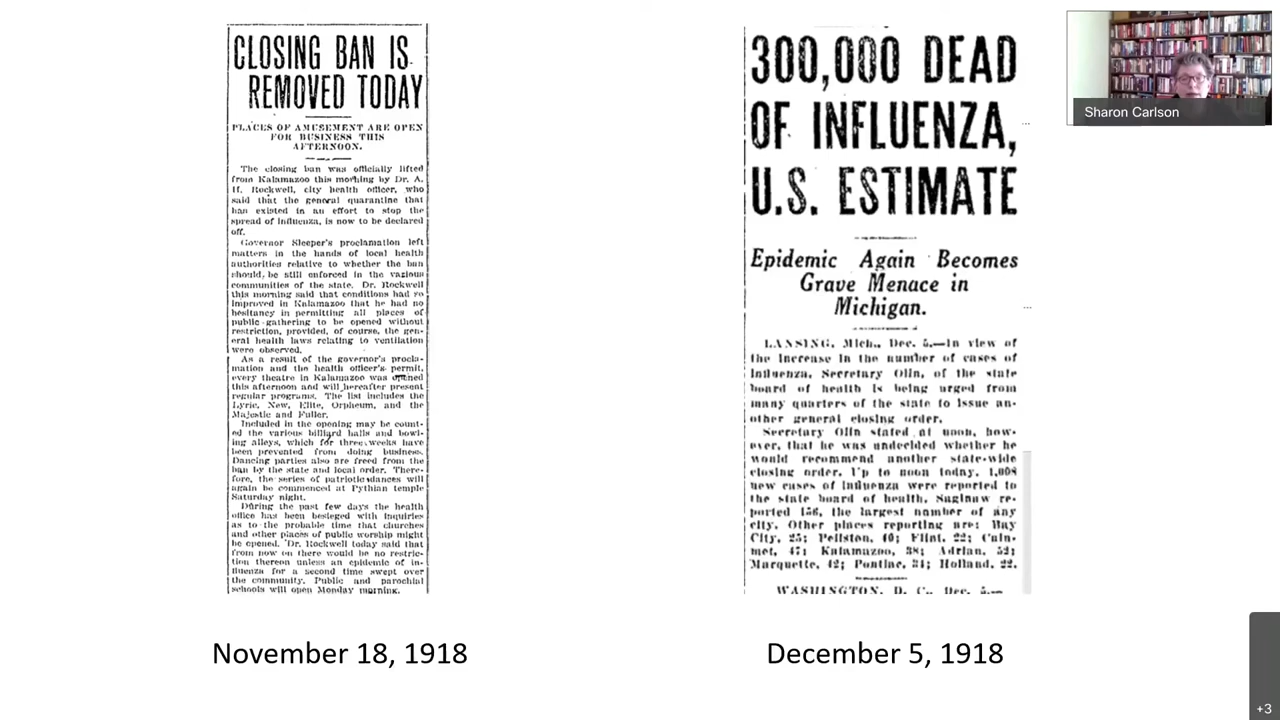 CLOSING BAN IS
REMOVED TODAY
PLACES OF AMUSEMENT ARE OPEN
FOR BUSINESS THIS
AFTERNOON.
The closing ban was officially lifted
from Kalamazoo this morning by Dr. A.
H. Rockwell, city health officer, who
said that the general quarantine that
has existed in an effort to stop the
spread of influenza, is now to be declared
off.
Governor Sleeper's proclamation left
matters in the hands of local health
authorities relative to whether the ban
should be still enforced in the various
communities of the state. Dr. Rockwell
this morning said that conditions had so
improved in Kalamazoo that he had no
hesitancy in permitting all places of
public gathering to be opened without
restriction, provided, of course, the gen-
eral health laws relating to ventilation
were observed.
As a result of the governor's procla-
mation and the health officer's permit,
every theatre in Kalamazoo was opened
this afternoon and will hereafter present
regular programs. The list includes the
Lyric, New, Elite, Orpheum, and the
Majestic and Fuller.
Included in the opening may be count-
ed the various billiard halls and bowl-
ing alleys, which for three weeks have
been prevented from doing business.
Dancing parties also are freed from the
ban by the state and local order. There-
fore, the series of patriotic dances will
again be commenced at Pythian temple
Saturday night.
During the past few days the health
office has been besieged with inquiries
as to the probable time that churches
and other places of public worship might
be opened. Dr. Rockwell today said that
from now on there would be no restric-
tion thereon unless an epidemic of in-
fluenza for a second time swept over
the community. Public and parochial
schools will open Monday morning.
November 18, 1918
300,000 DEAD
OF INFLUENZA,
U.S. ESTIMATE
Epidemic Again Becomes
Grave Menace in
Michigan.
LANSING, Mich., Dec. 5.—In view of
the increase in the number of cases of
influenza, Secretary Olin, of the state
board of health is being urged from
many quarters of the state to issue an-
other general closing order.
Secretary Olin stated at noon, how-
ever, that he was undecided whether he
would recommend another state-wide
closing order. Up to noon today, 1,008
new cases of influenza were reported to
the state board of health, Saginaw re-
ported 156, the largest number of any
city. Other places reporting are: Bay
City, 25; Pellston, 40; Flint, 22; Calu-
met, 47; Kalamazoo, 38; Adrian, 52;
Marquette, 42; Pontiac, 31; Holland, 22.
WASHINGTON, D. C., Dec. 5.—
December 5, 1918
Sharon Carlson
+3